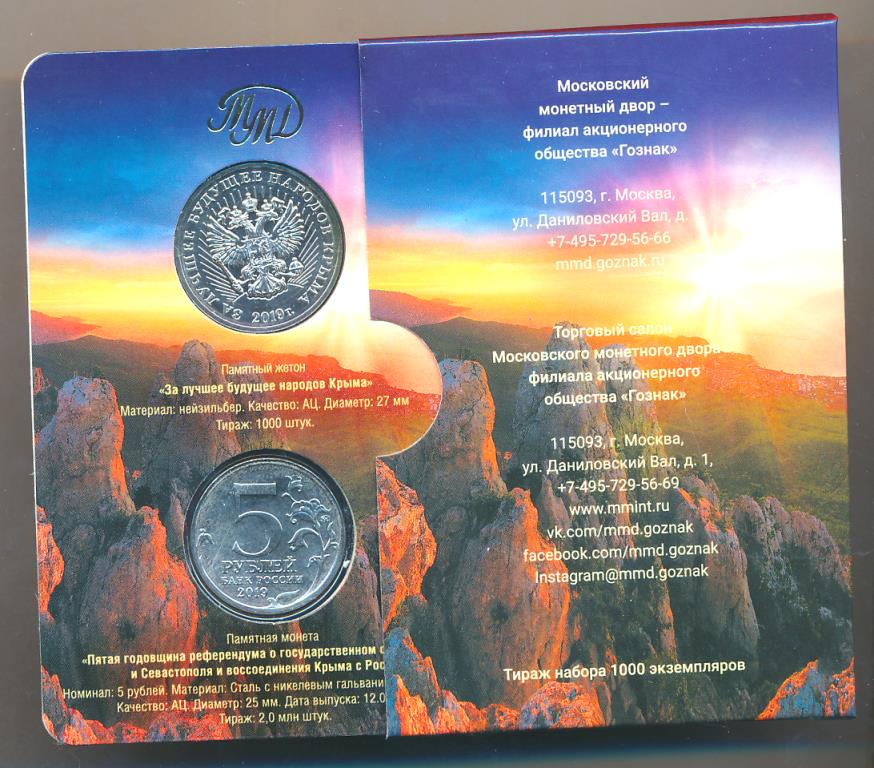 ММД
ЗА ЛУЧШЕЕ БУДУЩЕЕ НАРОДОВ КРЫМА
2019г.
Памятный жетон
«За лучшее будущее народов Крыма»
Материал: нейзильбер. Качество: АЦ. Диаметр: 27 мм
Тираж: 1000 штук.
5
РУБЛЕЙ
БАНК РОССИИ
2019
Памятная монета
«Пятая годовщина референдума о государственном
и Севастополя и воссоединения Крыма с Рос
Номинал: 5 рублей. Материал: Сталь с никелевым гальвани
Качество: АЦ. Диаметр: 25 мм. Дата выпуска: 12.0
Тираж: 2,0 млн штук.
Московский
монетный двор –
филиал акционерного
общества «Гознак»
115093, г. Москва,
ул. Даниловский Вал, д. 1
+7-495-729-56-66
mmd.goznak.ru
Торговый салон
Московского монетного двора
филиала акционерного
общества «Гознак»
115093, г. Москва,
ул. Даниловский Вал, д. 1,
+7-495-729-56-69
www.mmint.ru
vk.com/mmd.goznak
facebook.com/mmd.goznak
Instagram@mmd.goznak
Тираж набора 1000 экземпляров